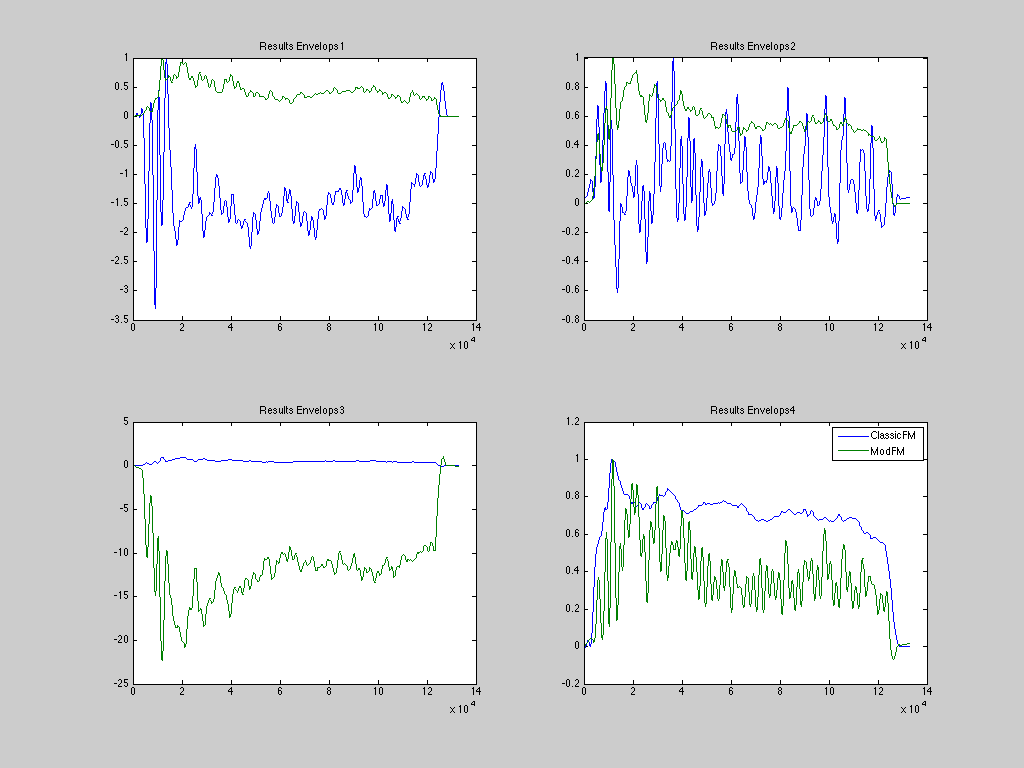 Results Envelops1
1
0.5
0
-0.5
-1
-1.5
-2
-2.5
-3
-3.5
0 2 4 6 8 10 12 14
x 10^4
Results Envelops2
1
0.8
0.6
0.4
0.2
0
-0.2
-0.4
-0.6
-0.8
0 2 4 6 8 10 12 14
x 10^4
Results Envelops3
5
0
-5
-10
-15
-20
-25
0 2 4 6 8 10 12 14
x 10^4
Results Envelops4
1.2
1
0.8
0.6
0.4
0.2
0
-0.2
ClassicFM
ModFM
0 2 4 6 8 10 12 14
x 10^4